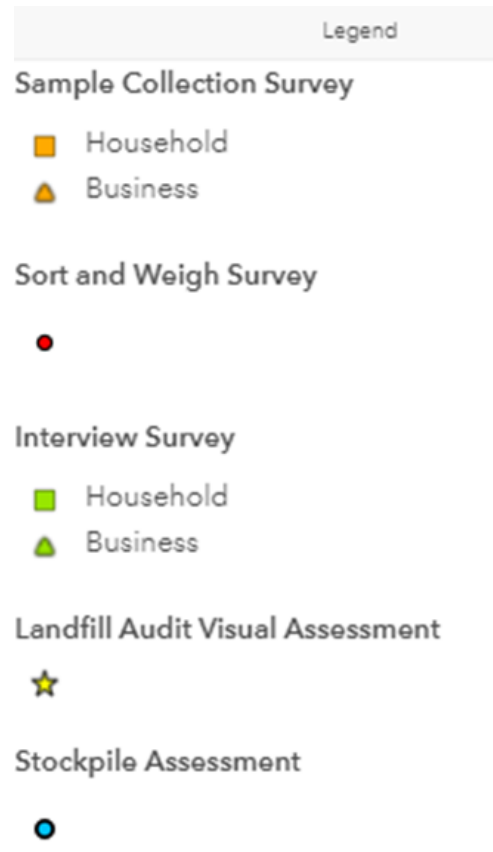 Legend
Sample Collection Survey
Household
Business
Sort and Weigh Survey
Interview Survey
Household
Business
Landfill Audit Visual Assessment
Stockpile Assessment